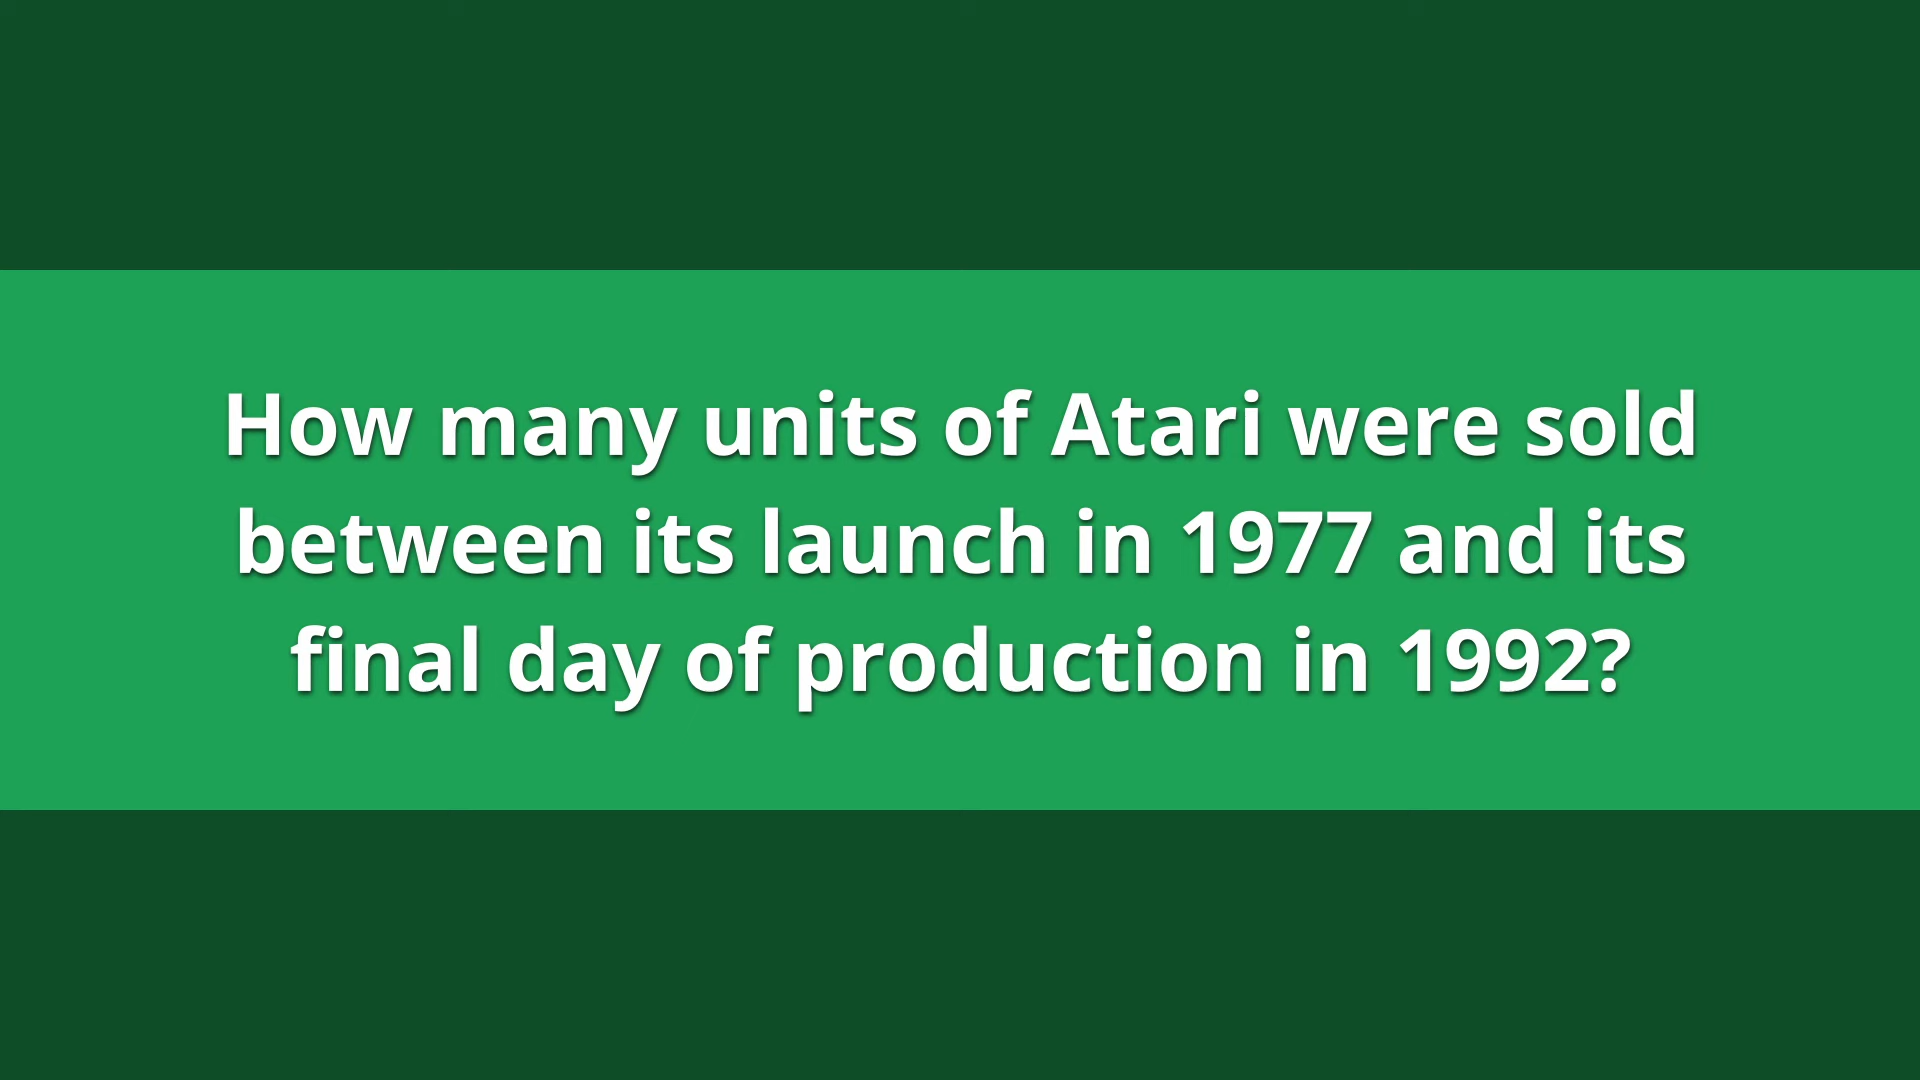 How many units of Atari were sold
between its launch in 1977 and its
final day of production in 1992?